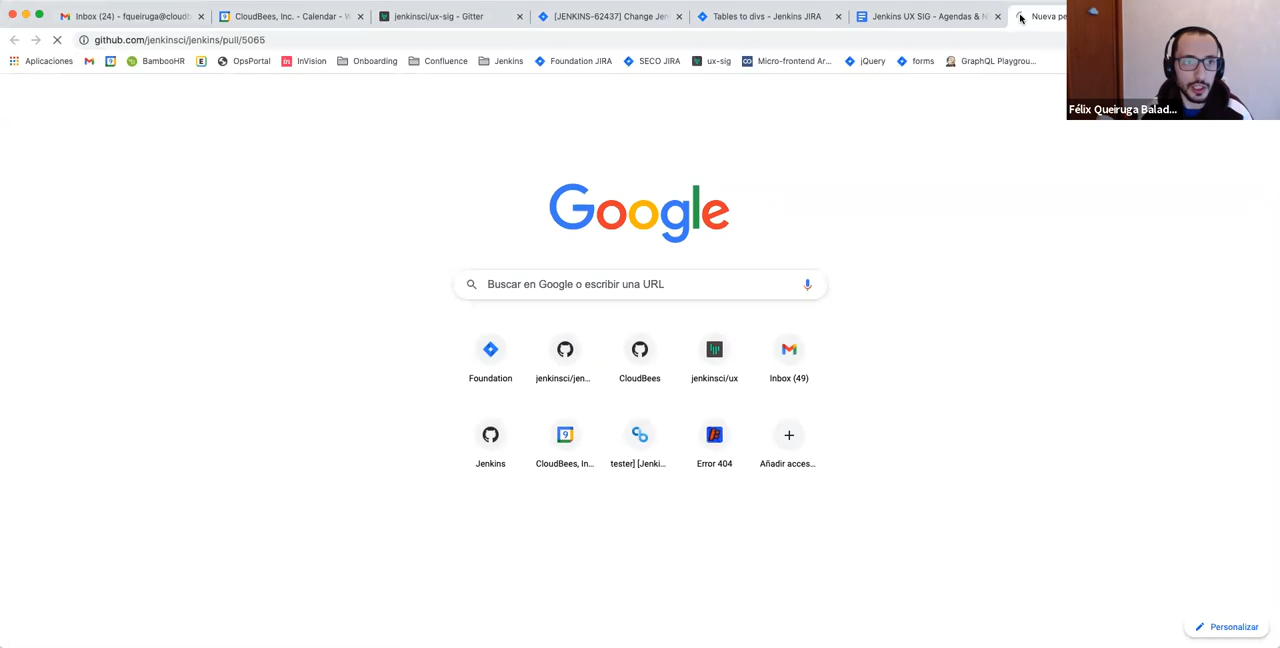 Inbox (24) - fqueiruga@cloudb
CloudBees, Inc. - Calendar - W
jenkinsci/ux-sig - Gitter
[JENKINS-62437] Change Jen
Tables to divs - Jenkins JIRA
Jenkins UX SIG - Agendas & N
Nueva pe
github.com/jenkinsci/jenkins/pull/5065
Aplicaciones
BambooHR
OpsPortal
InVision
Onboarding
Confluence
Jenkins
Foundation JIRA
SECO JIRA
ux-sig
Micro-frontend Ar...
jQuery
forms
GraphQL Playgrou...
Félix Queiruga Balad...
Google
Buscar en Google o escribir una URL
Foundation
jenkinsci/jen...
CloudBees
jenkinsci/ux
Inbox (49)
Jenkins
CloudBees, In...
tester] [Jenki...
Error 404
Añadir acces...
Personalizar